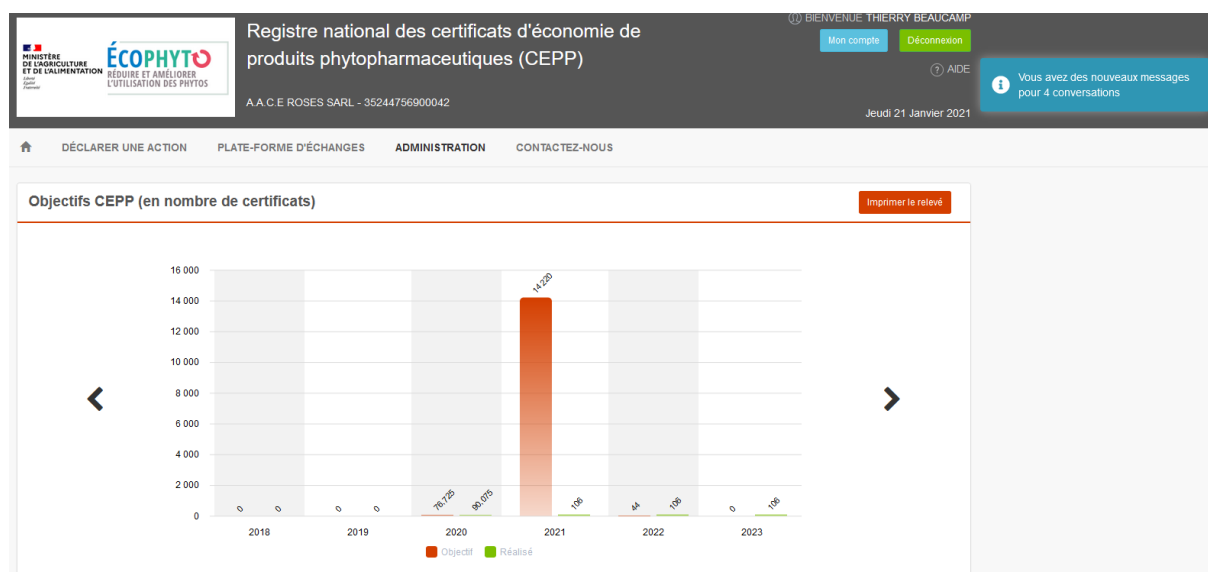 MINISTÈRE
DE L'AGRICULTURE
ET DE L'ALIMENTATION
Liberté
Égalité
Fraternité
ÉCOPHYTO
RÉDUIRE ET AMÉLIORER
L'UTILISATION DES PHYTOS
Registre national des certificats d'économie de
produits phytopharmaceutiques (CEPP)
A.A.C.E ROSES SARL - 35244756900042
BIENVENUE THIERRY BEAUCAMP
Mon compte
Déconnexion
? AIDE
Jeudi 21 Janvier 2021
Vous avez des nouveaux messages
pour 4 conversations
DÉCLARER UNE ACTION PLATE-FORME D'ÉCHANGES ADMINISTRATION CONTACTEZ-NOUS
Objectifs CEPP (en nombre de certificats)
Imprimer le relevé
16 000
14 000
12 000
10 000
8 000
6 000
4 000
2 000
0
0 0 0 0 76,725 90,075 14 220 106 44 106 0 106
2018 2019 2020 2021 2022 2023
Objectif Réalisé